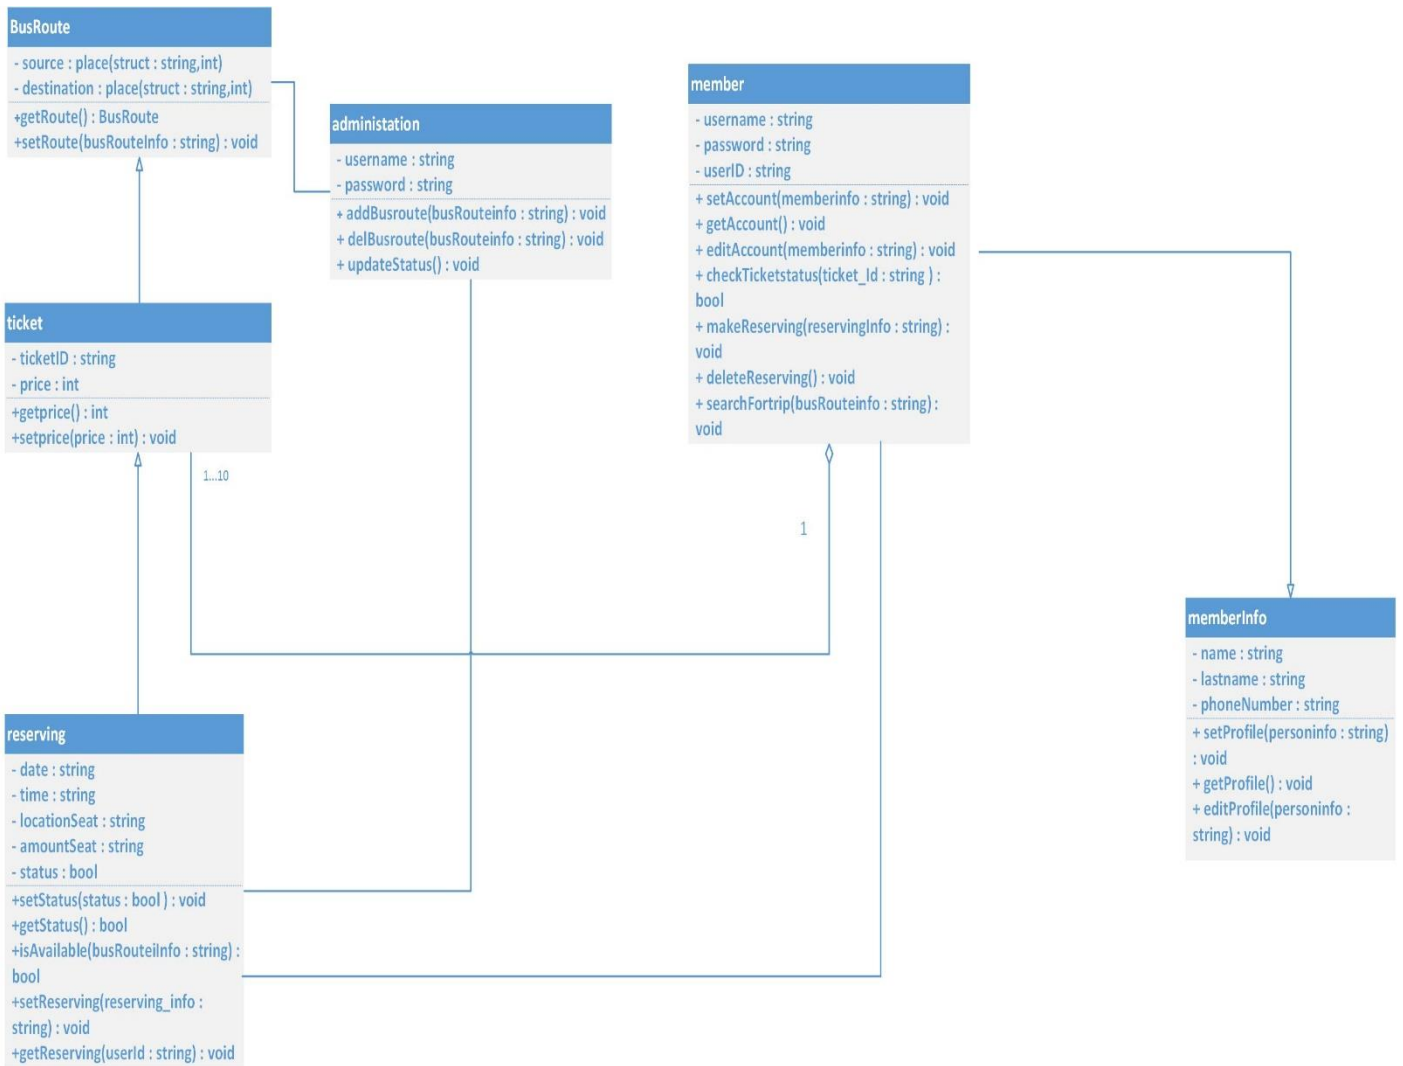 BusRoute
- source : place(struct : string,int)
- destination : place(struct : string,int)
+getRoute() : BusRoute
+setRoute(busRouteInfo : string) : void
administation
- username : string
- password : string
+ addBusroute(busRouteinfo : string) : void
+ delBusroute(busRouteinfo : string) : void
+ updateStatus() : void
member
- username : string
- password : string
- userID : string
+ setAccount(memberinfo : string) : void
+ getAccount() : void
+ editAccount(memberinfo : string) : void
+ checkTicketstatus(ticket_Id : string ) :
bool
+ makeReserving(reservingInfo : string) :
void
+ deleteReserving() : void
+ searchFortrip(busRouteinfo : string) :
void
ticket
- ticketID : string
- price : int
+getprice() : int
+setprice(price : int) : void
1...10
1
memberInfo
- name : string
- lastname : string
- phoneNumber : string
+ setProfile(personinfo : string)
: void
+ getProfile() : void
+ editProfile(personinfo :
string) : void
reserving
- date : string
- time : string
- locationSeat : string
- amountSeat : string
- status : bool
+setStatus(status : bool ) : void
+getStatus() : bool
+isAvailable(busRouteiInfo : string) :
bool
+setReserving(reserving_info :
string) : void
+getReserving(userId : string) : void